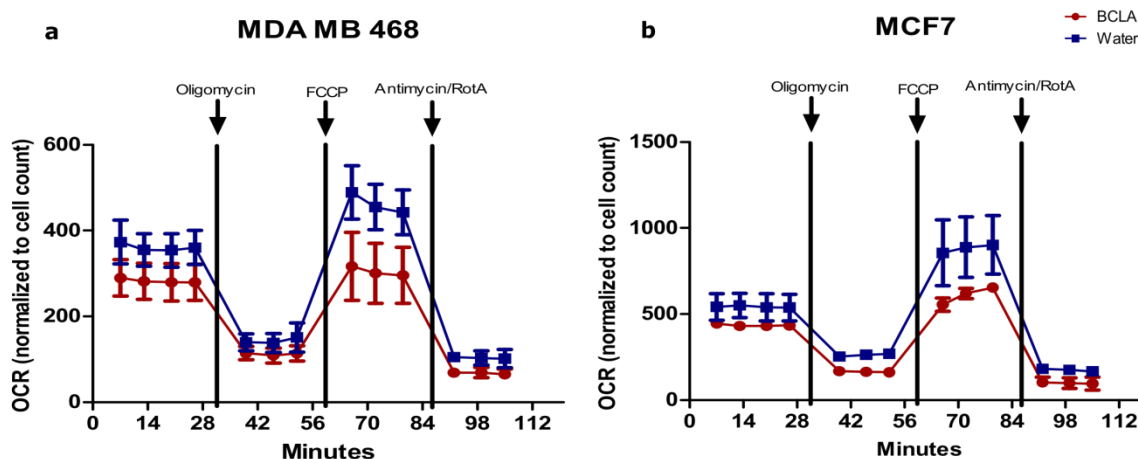 a
MDA MB 468
Oligomycin
FCCP
Antimycin/RotA
OCR (normalized to cell count)
600
400
200
0
0 14 28 42 56 70 84 98 112
Minutes
b
MCF7
BCLA
Water
Oligomycin
FCCP
Antimycin/RotA
OCR (normalized to cell count)
1500
1000
500
0
0 14 28 42 56 70 84 98 112
Minutes